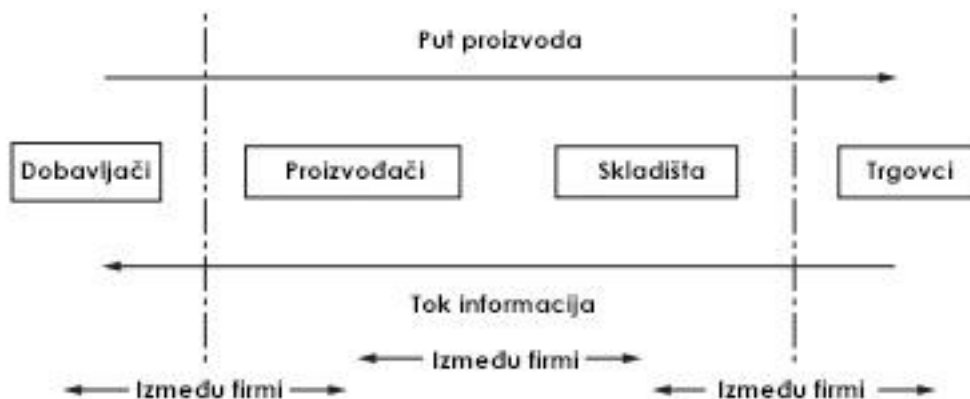 Put proizvoda
Dobavljači
Proizvođači
Skladišta
Trgovci
Tok informacija
Između firmi
Između firmi
Između firmi